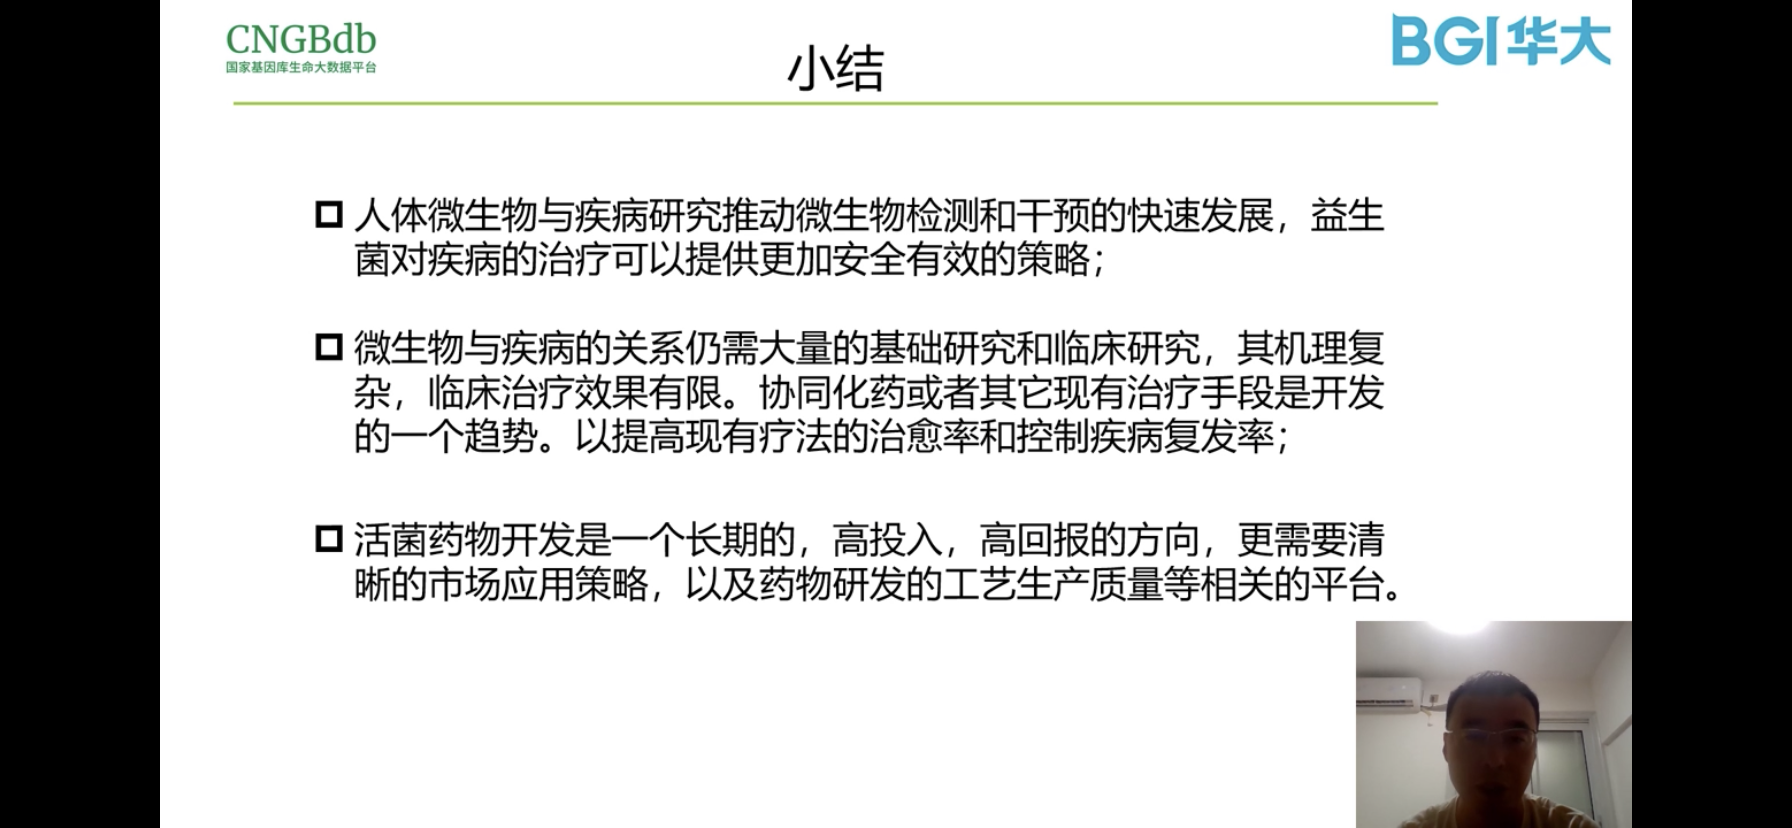 CNGBdb
国家基因库生命大数据平台
BGI华大
小结
人体微生物与疾病研究推动微生物检测和干预的快速发展，益生
菌对疾病的治疗可以提供更加安全有效的策略；
微生物与疾病的关系仍需大量的基础研究和临床研究，其机理复
杂，临床治疗效果有限。协同化药或者其它现有治疗手段是开发
的一个趋势。以提高现有疗法的治愈率和控制疾病复发率；
活菌药物开发是一个长期的，高投入，高回报的方向，更需要清
晰的市场应用策略，以及药物研发的工艺生产质量等相关的平台。